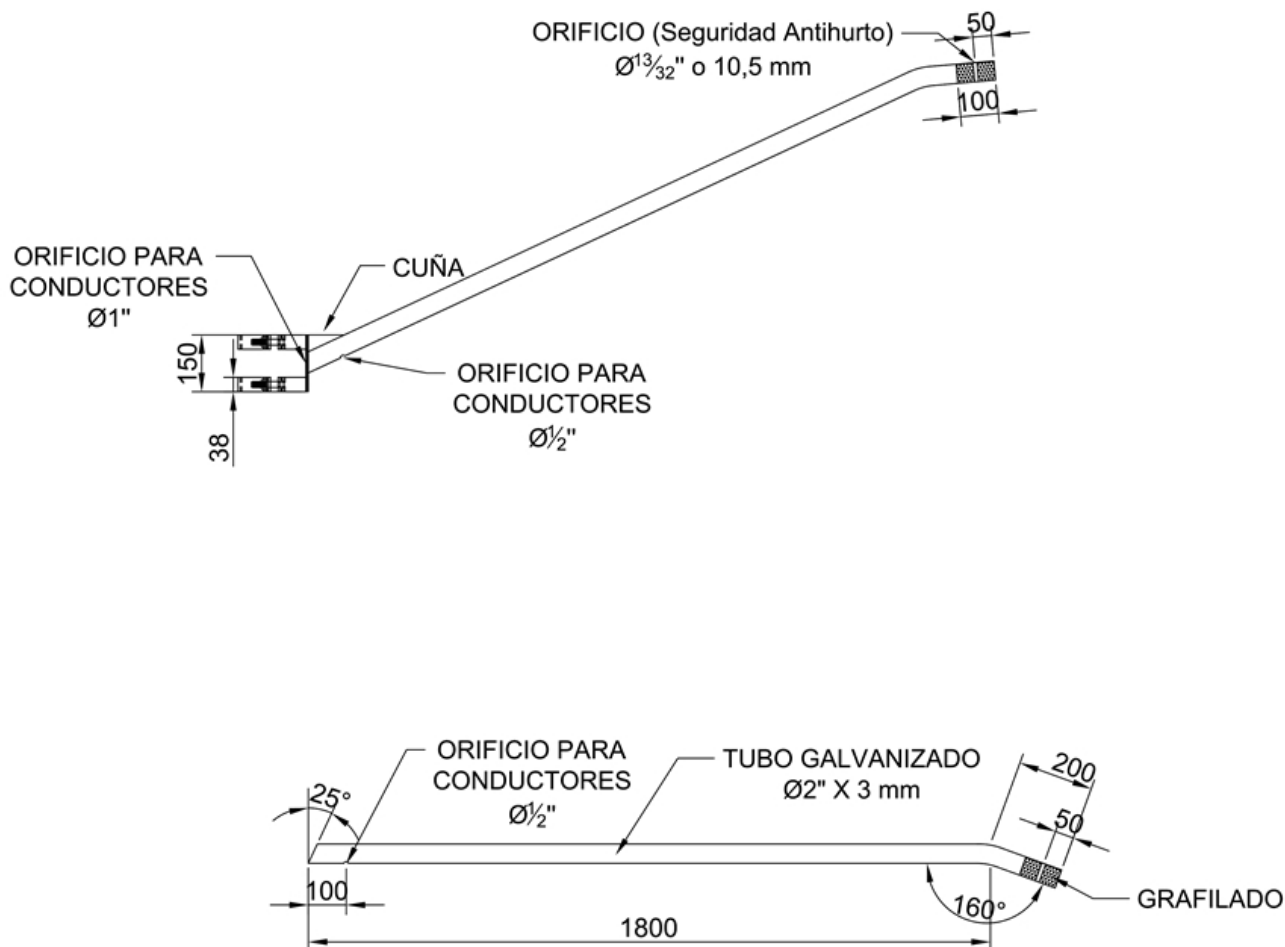 ORIFICIO (Seguridad Antihurto)
Ø13/32" o 10,5 mm
50
100
ORIFICIO PARA
CONDUCTORES
Ø1"
CUÑA
150
38
ORIFICIO PARA
CONDUCTORES
Ø1/2"
25°
ORIFICIO PARA
CONDUCTORES
Ø1/2"
TUBO GALVANIZADO
Ø2" X 3 mm
200
50
100
1800
160°
GRAFILADO